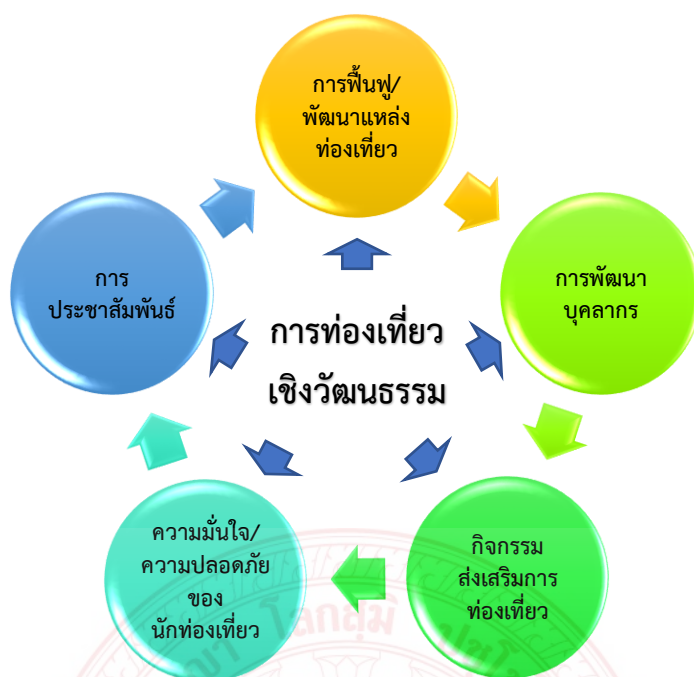 การฟื้นฟู/
พัฒนาแหล่ง
ท่องเที่ยว
การพัฒนา
บุคลากร
กิจกรรม
ส่งเสริมการ
ท่องเที่ยว
ความมั่นใจ/
ความปลอดภัย
ของ
นักท่องเที่ยว
การ
ประชาสัมพันธ์
การท่องเที่ยว
เชิงวัฒนธรรม